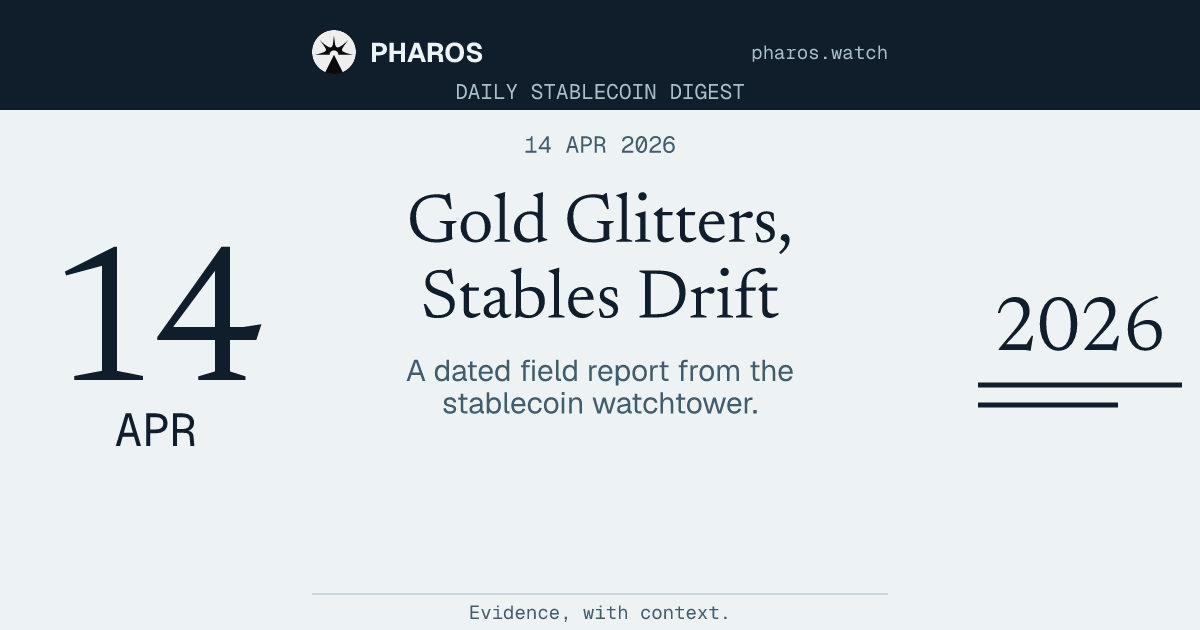 PHAROS
pharos.watch
DAILY STABLECOIN DIGEST
14 APR 2026
Gold Glitters,
Stables Drift
A dated field report from the
stablecoin watchtower.
14
APR
2026
Evidence, with context.